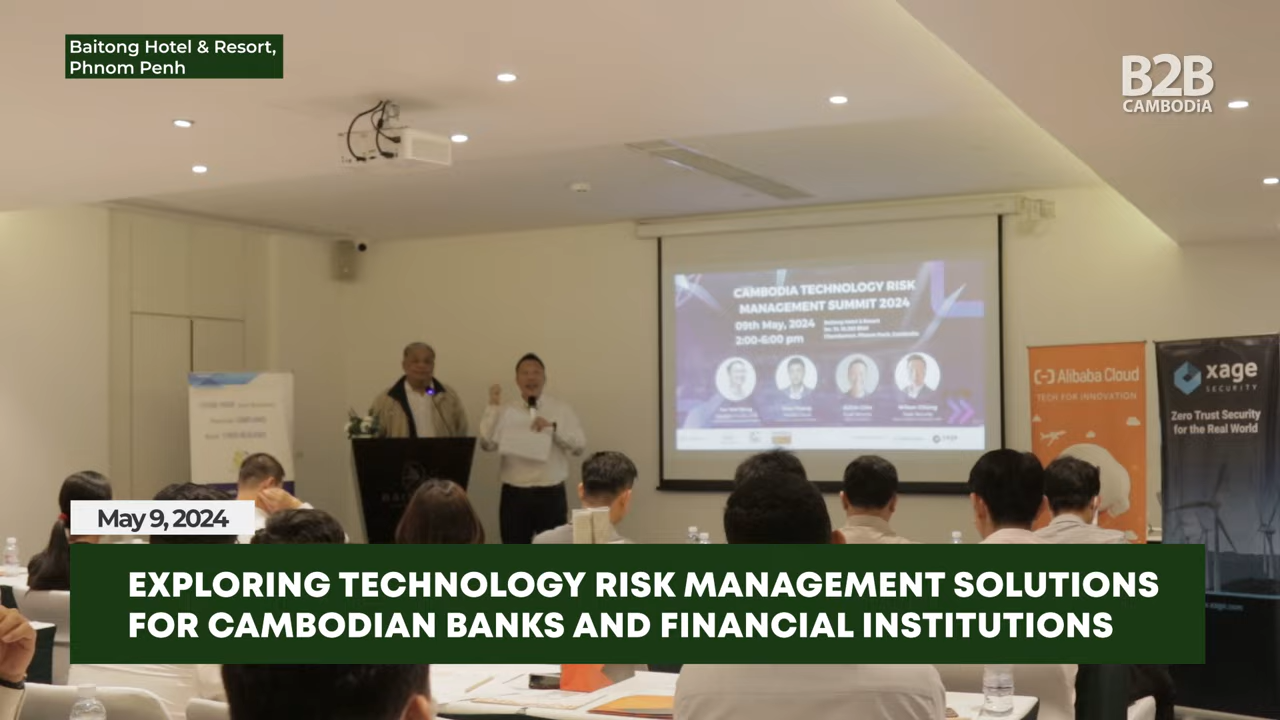 Baitong Hotel & Resort,
Phnom Penh
B2B
CAMBODiA
CAMBODIA TECHNOLOGY RISK
MANAGEMENT SUMMIT 2024
09th May, 2024
2:00-6:00 pm
Alibaba Cloud
TECH FOR INNOVATION
xage
SECURITY
Zero Trust Security
for the Real World
May 9, 2024
EXPLORING TECHNOLOGY RISK MANAGEMENT SOLUTIONS
FOR CAMBODIAN BANKS AND FINANCIAL INSTITUTIONS